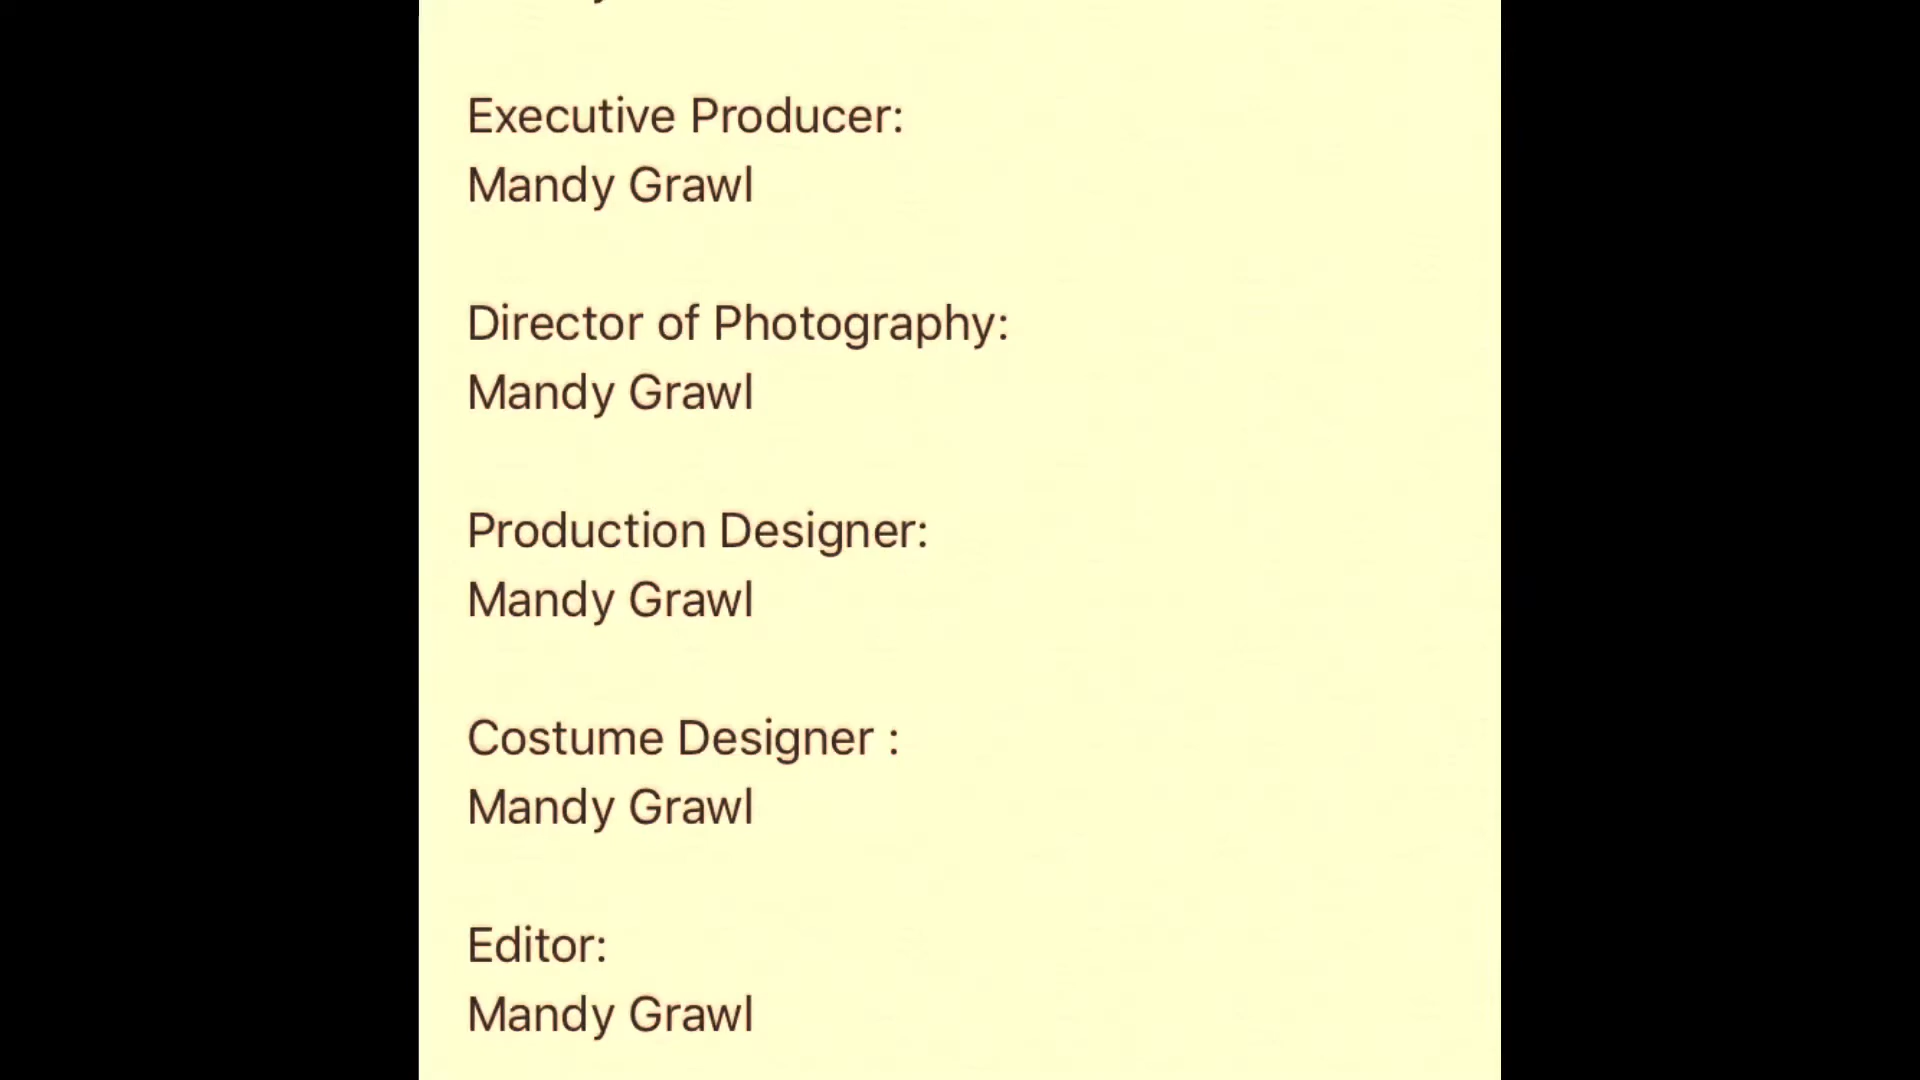 Executive Producer:
Mandy Grawl
Director of Photography:
Mandy Grawl
Production Designer:
Mandy Grawl
Costume Designer :
Mandy Grawl
Editor:
Mandy Grawl